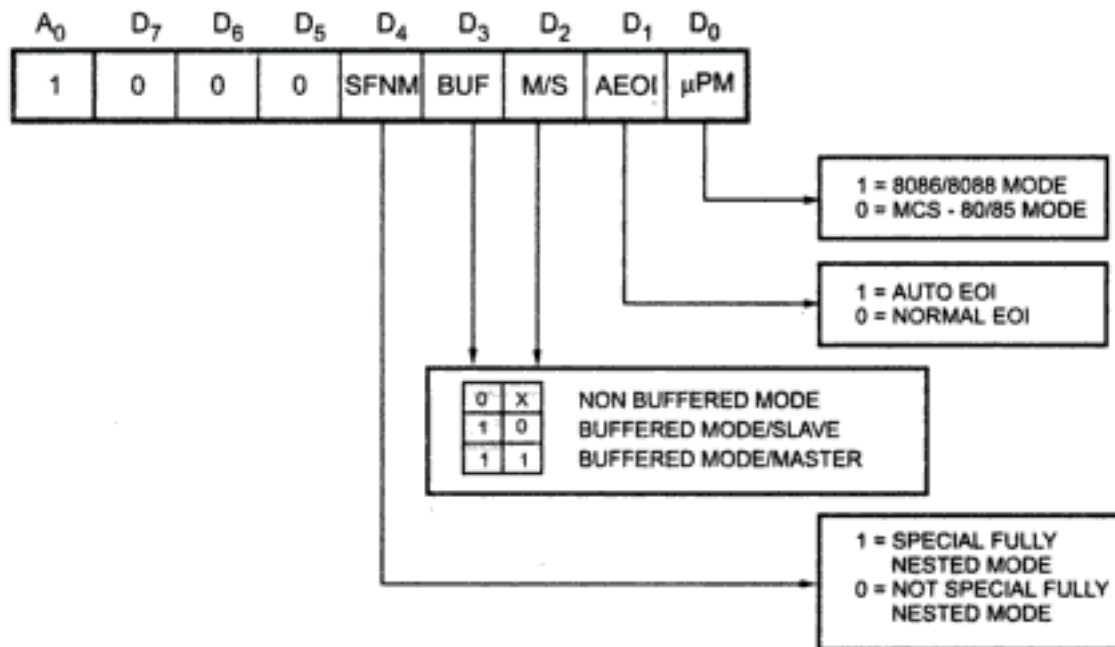 A0 D7 D6 D5 D4 D3 D2 D1 D0
1 0 0 0 SFNM BUF M/S AEOI μPM
1 = 8086/8088 MODE
0 = MCS - 80/85 MODE
1 = AUTO EOI
0 = NORMAL EOI
0 X NON BUFFERED MODE
1 0 BUFFERED MODE/SLAVE
1 1 BUFFERED MODE/MASTER
1 = SPECIAL FULLY
NESTED MODE
0 = NOT SPECIAL FULLY
NESTED MODE